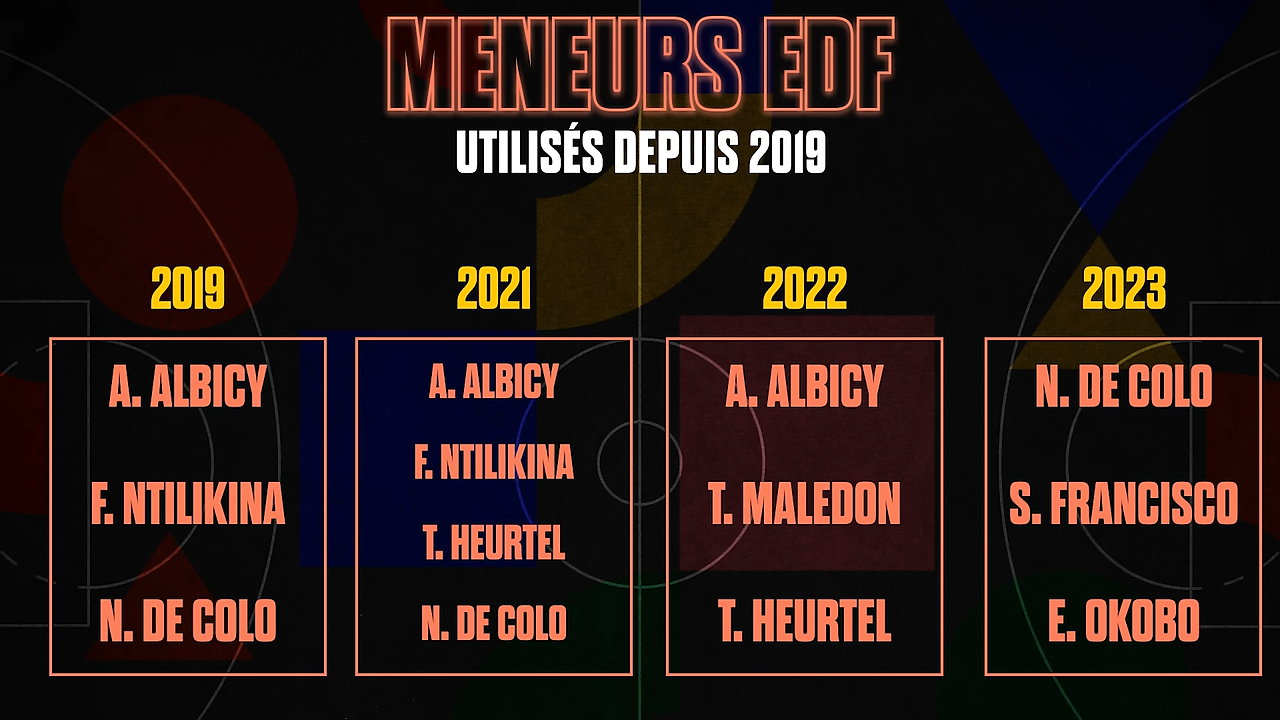 MENEURS EDF
UTILISÉS DEPUIS 2019
2019
A. ALBICY
F. NTILIKINA
N. DE COLO
2021
A. ALBICY
F. NTILIKINA
T. HEURTEL
N. DE COLO
2022
A. ALBICY
T. MALEDON
T. HEURTEL
2023
N. DE COLO
S. FRANCISCO
E. OKOBO